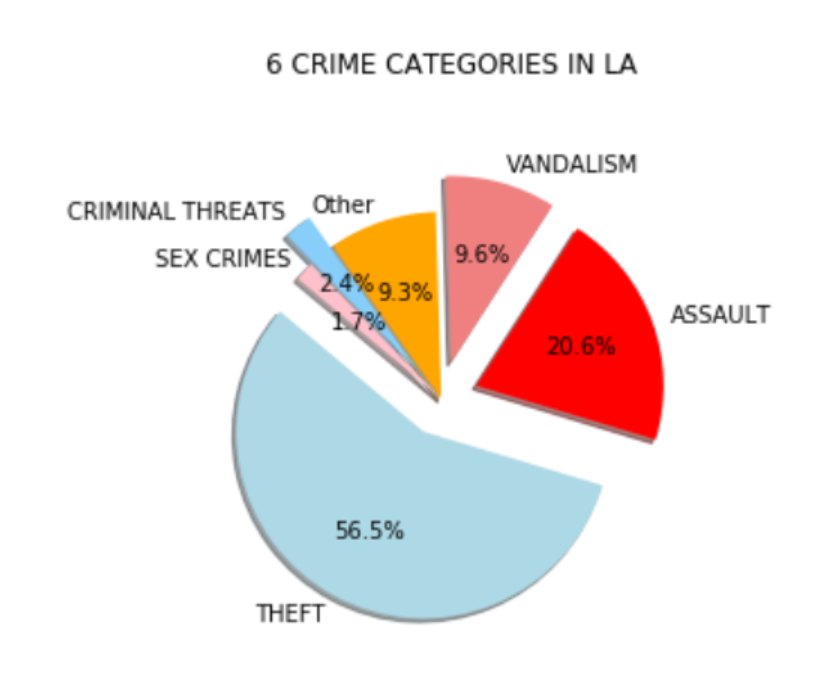 6 CRIME CATEGORIES IN LA
VANDALISM
Other
CRIMINAL THREATS
SEX CRIMES
9.6%
2.4%
9.3%
1.7%
ASSAULT
20.6%
56.5%
THEFT